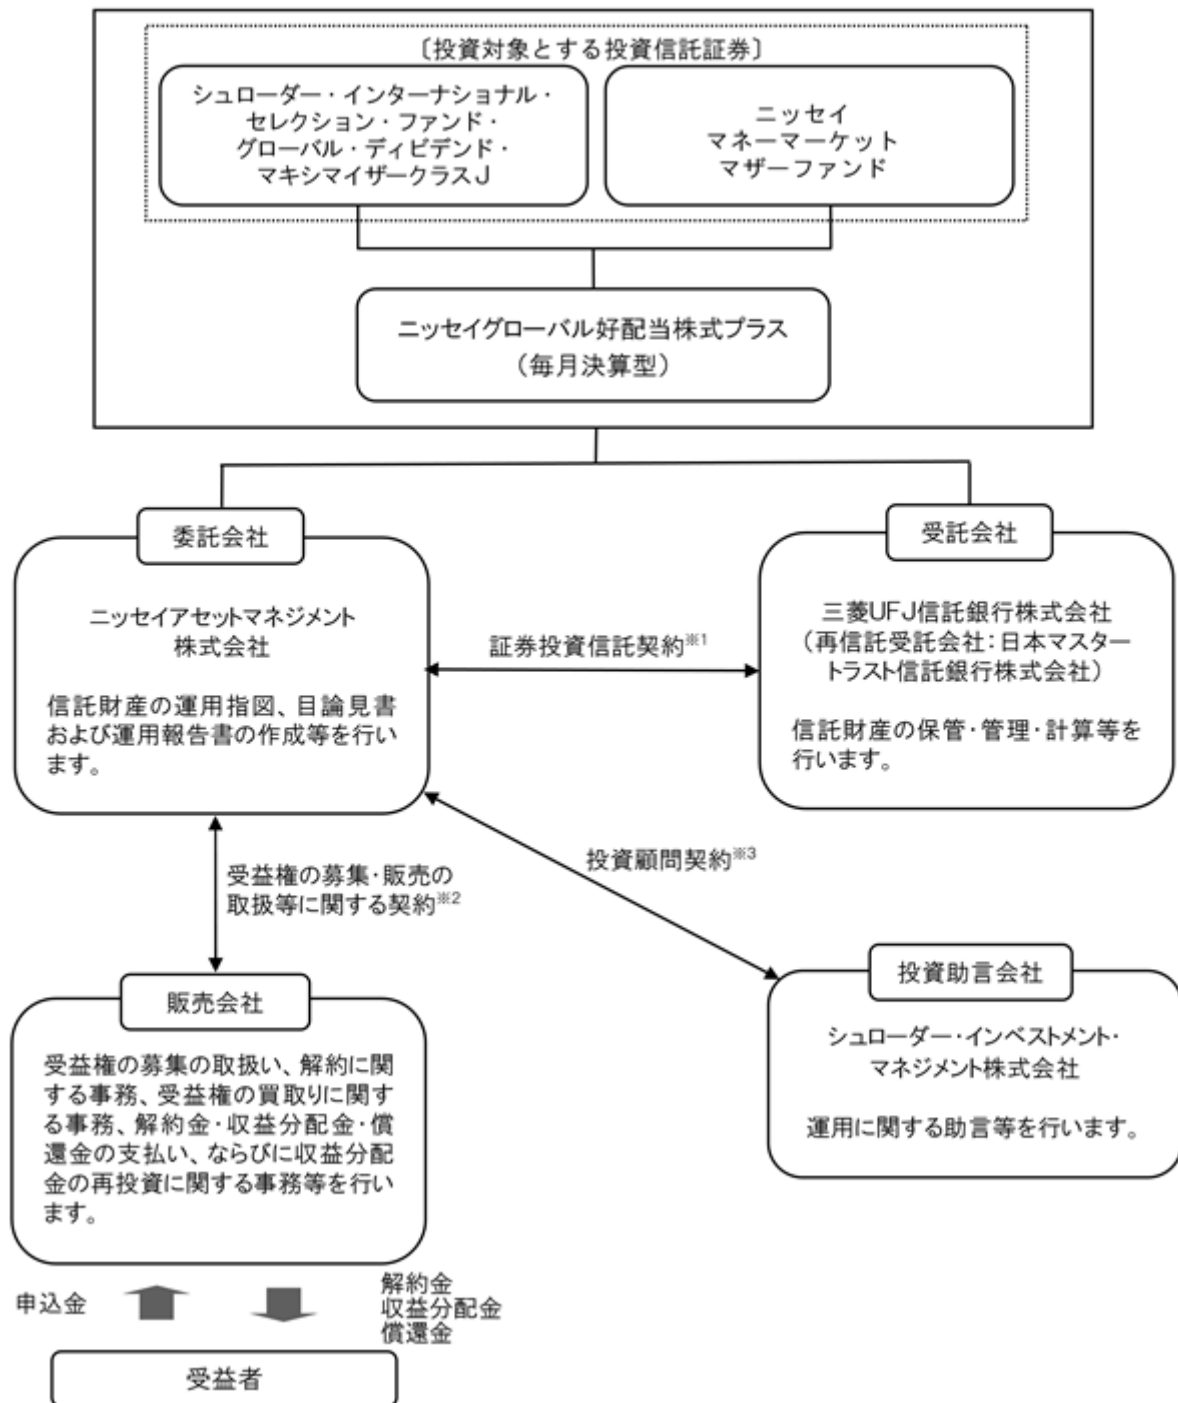 〔投資対象とする投資信託証券〕
シュローダー・インターナショナル・
セレクション・ファンド・
グローバル・ディビデンド・
マキシマイザークラスJ
ニッセイ
マネーマーケット
マザーファンド
ニッセイグローバル好配当株式プラス
（毎月決算型）
委託会社
ニッセイアセットマネジメント
株式会社
信託財産の運用指図、目論見書
および運用報告書の作成等を行い
ます。
証券投資信託契約※1
受託会社
三菱UFJ信託銀行株式会社
（再信託受託会社：日本マスター
トラスト信託銀行株式会社）
信託財産の保管・管理・計算等を
行います。
受益権の募集・販売の
取扱等に関する契約※2
投資顧問契約※3
販売会社
受益権の募集の取扱い、解約に関
する事務、受益権の買取りに関す
る事務、解約金・収益分配金・償
還金の支払い、ならびに収益分配
金の再投資に関する事務等を行い
ます。
投資助言会社
シュローダー・インベストメント・
マネジメント株式会社
運用に関する助言等を行います。
申込金
解約金
収益分配金
償還金
受益者